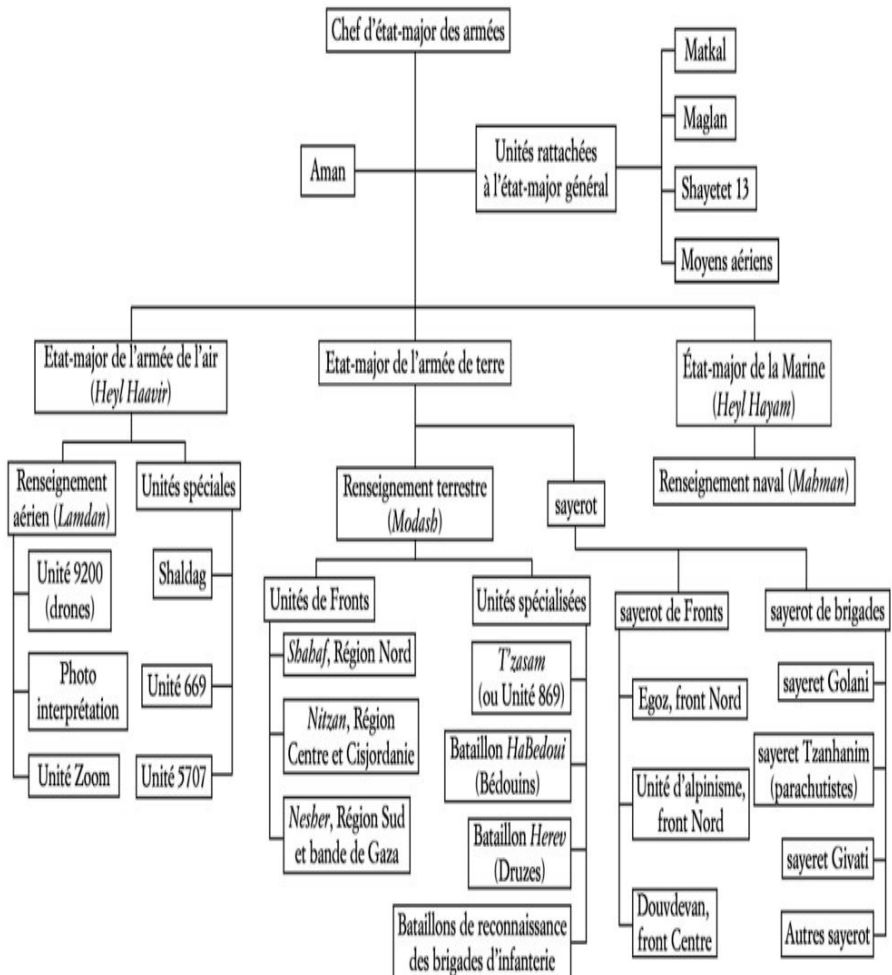 Chef d'état-major des armées
Aman
Unités rattachées
à l'état-major général
Matkal
Maglan
Shayetet 13
Moyens aériens
Etat-major de l'armée de l'air
(Heyl Haavir)
Renseignement
aérien (Lamdan)
Unité 9200
(drones)
Photo
interprétation
Unité Zoom
Unités spéciales
Shaldag
Unité 669
Unité 5707
Etat-major de l'armée de terre
Renseignement terrestre
(Modash)
Unités de Fronts
Shahaf, Région Nord
Nitzan, Région
Centre et Cisjordanie
Nesher, Région Sud
et bande de Gaza
Unités spécialisées
T'zasam
(ou Unité 869)
Bataillon HaBedoui
(Bédouins)
Bataillon Herev
(Druzes)
Bataillons de reconnaissance
des brigades d'infanterie
sayerot
sayerot de Fronts
Egoz, front Nord
Unité d'alpinisme,
front Nord
Douvdevan,
front Centre
sayerot de brigades
sayeret Golani
sayeret Tzanhanim
(parachutistes)
sayeret Givati
Autres sayerot
État-major de la Marine
(Heyl Hayam)
Renseignement naval (Mahman)